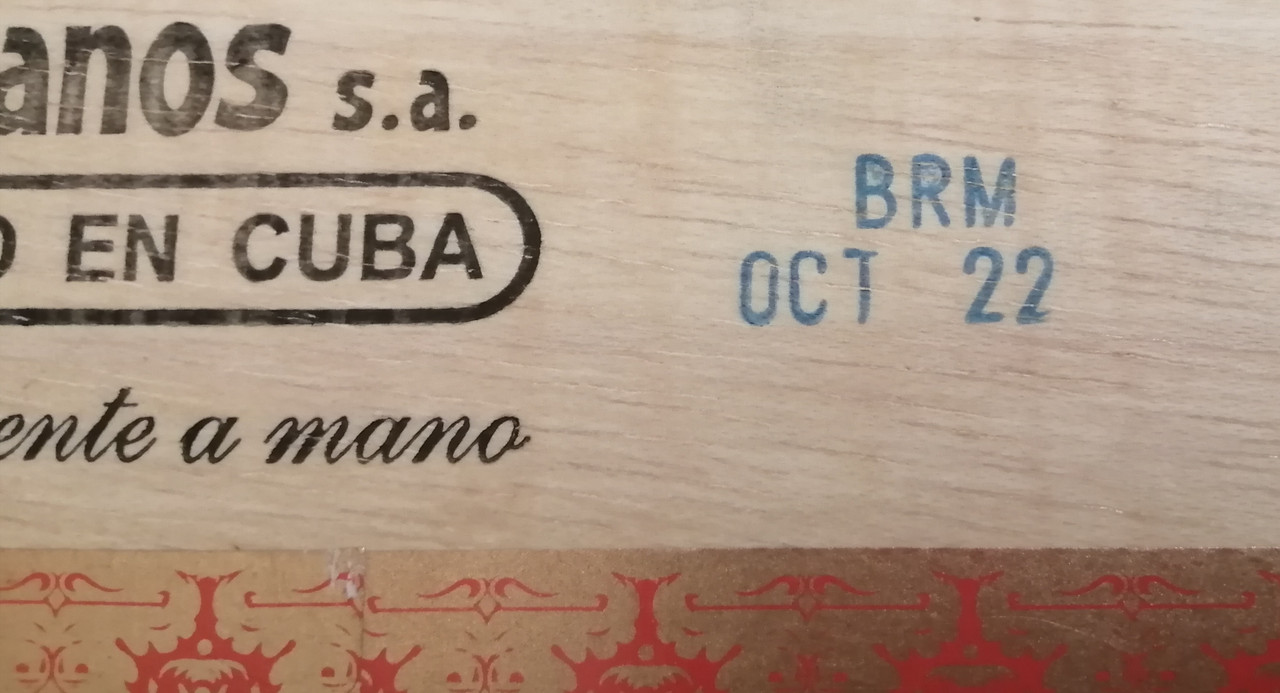 anos s.a.
BRM
O EN CUBA
OCT 22
ente a mano